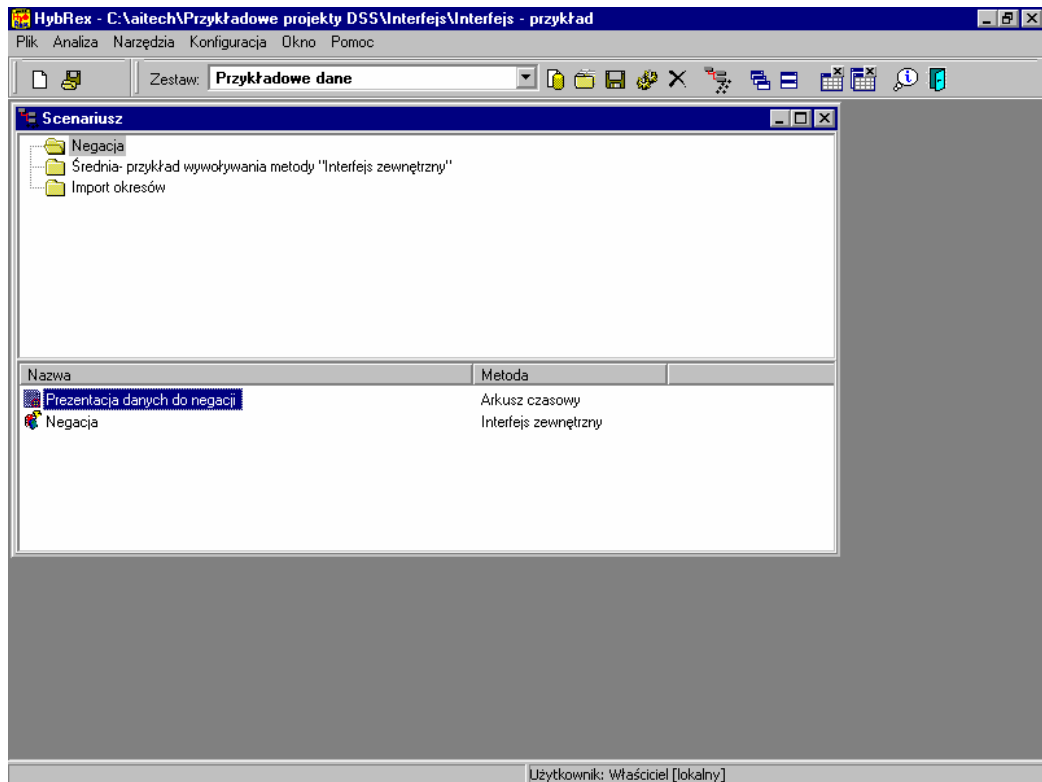 HybRex - C:\aitech\Przykładowe projekty DSS\Interfejs\Interfejs - przykład
Plik Analiza Narzędzia Konfiguracja Okno Pomoc
Zestaw: Przykładowe dane
Scenariusz
Negacja
Średnia- przykład wywoływania metody "Interfejs zewnętrzny"
Import okresów
Nazwa Metoda
Prezentacja danych do negacji Arkusz czasowy
Negacja Interfejs zewnętrzny
Użytkownik: Właściciel [lokalny]